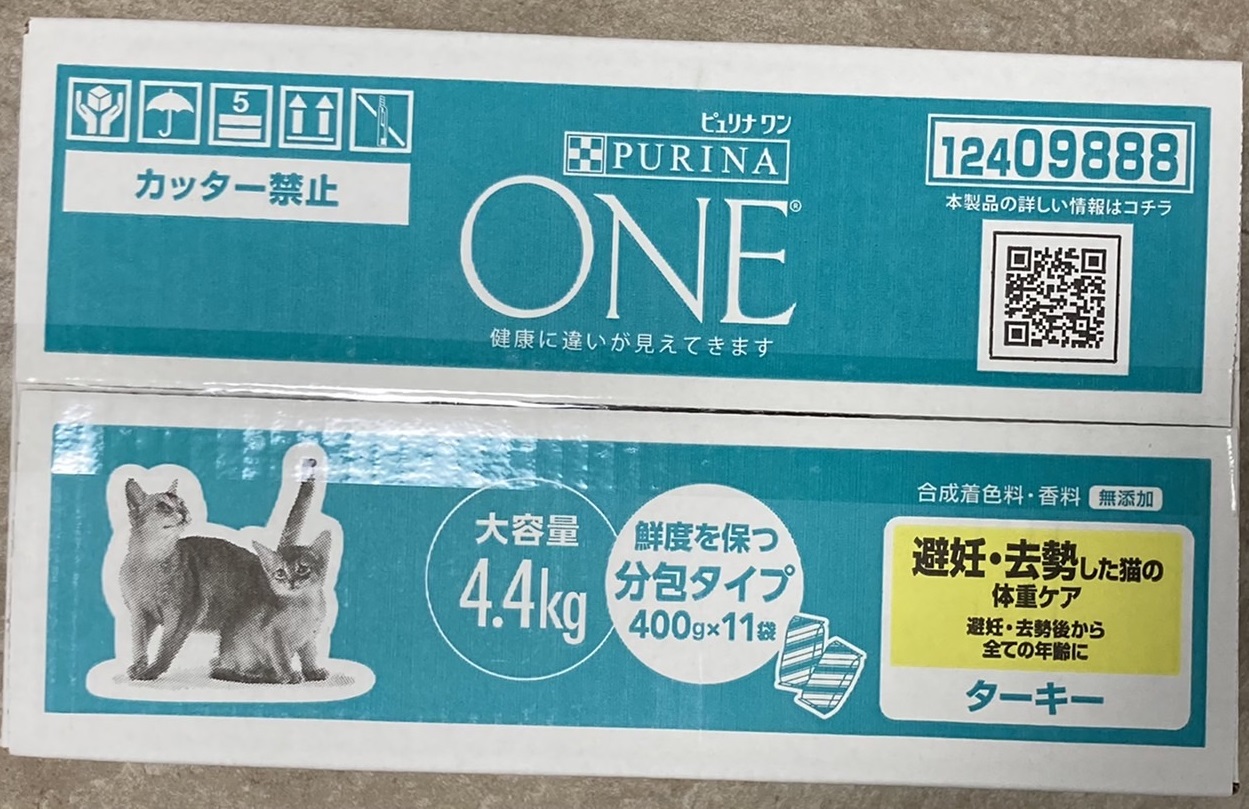 5
カッター禁止
ピュリナ ワン
PURINA
ONE®
健康に違いが見えてきます
12409888
本製品の詳しい情報はコチラ
大容量
4.4kg
鮮度を保つ
分包タイプ
400g×11袋
合成着色料・香料 無添加
避妊・去勢した猫の
体重ケア
避妊・去勢後から
全ての年齢に
ターキー